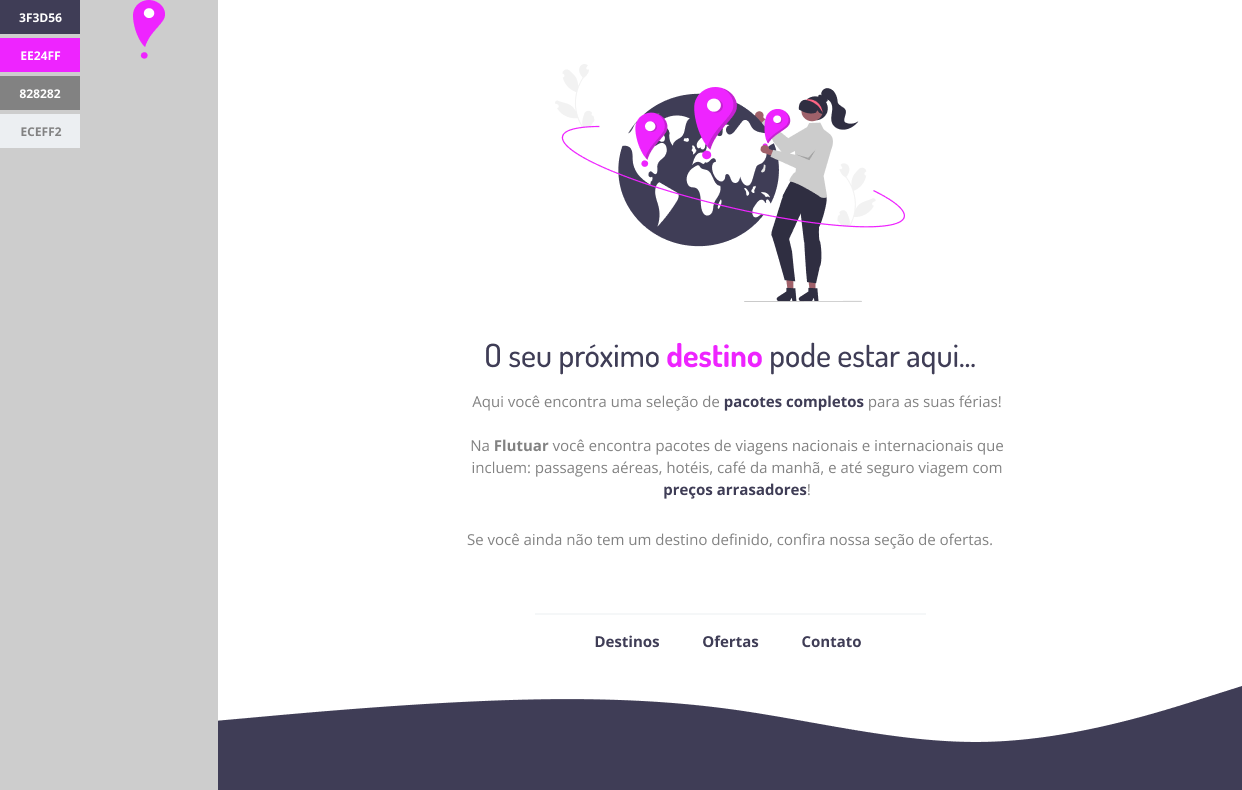 3F3D56
EE24FF
828282
ECEFF2
O seu próximo destino pode estar aqui...
Aqui você encontra uma seleção de pacotes completos para as suas férias!
Na Flutuar você encontra pacotes de viagens nacionais e internacionais que
incluem: passagens aéreas, hotéis, café da manhã, e até seguro viagem com
preços arrasadores!
Se você ainda não tem um destino definido, confira nossa seção de ofertas.
Destinos Ofertas Contato